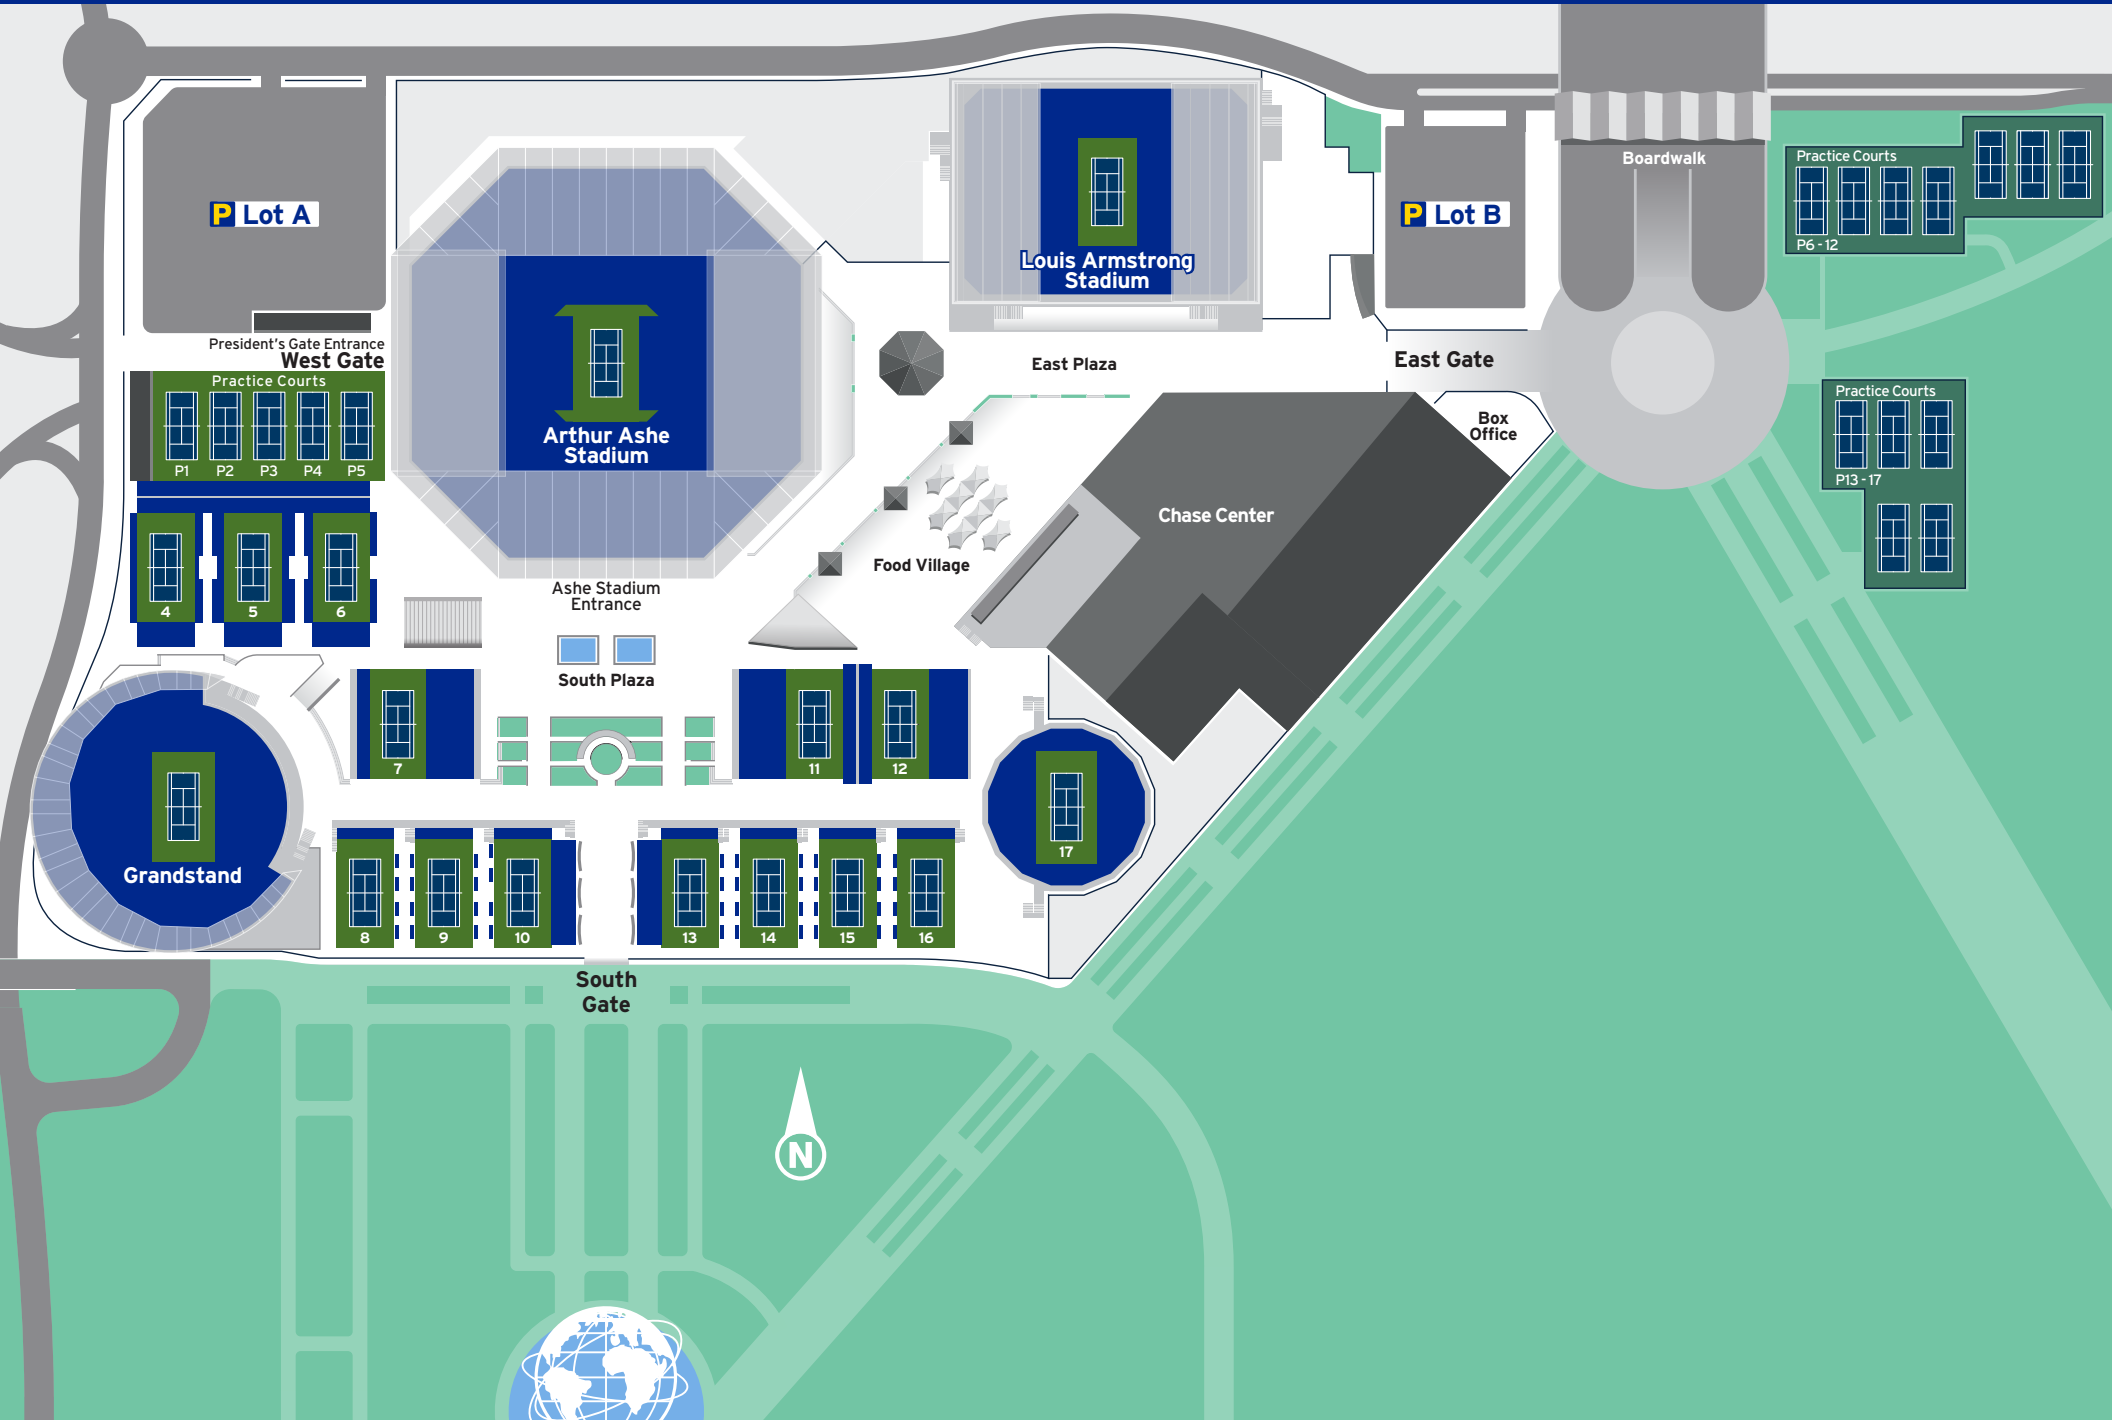 Boardwalk
Practice Courts
P6 - 12
P Lot A
P Lot B
Louis Armstrong
Stadium
President's Gate Entrance
West Gate
East Plaza
East Gate
Practice Courts
P1 P2 P3 P4 P5
Practice Courts
P13 - 17
Box
Office
Arthur Ashe
Stadium
Chase Center
Food Village
Ashe Stadium
Entrance
4 5 6
South Plaza
7 11 12
17
Grandstand
8 9 10 13 14 15 16
South
Gate
N